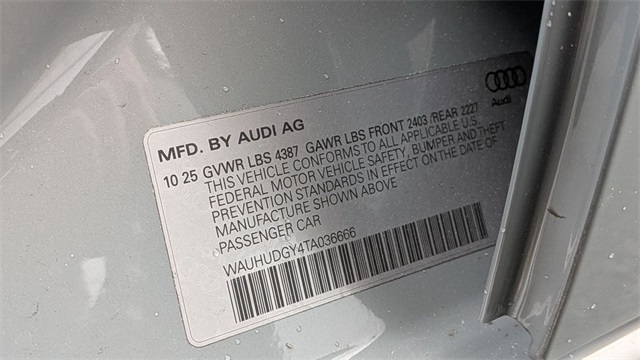 Audi
MFD. BY AUDI AG
10 25 GVWR LBS 4387 GAWR LBS FRONT 2403 /REAR 2227
THIS VEHICLE CONFORMS TO ALL APPLICABLE U.S.
FEDERAL MOTOR VEHICLE SAFETY, BUMPER AND THEFT
PREVENTION STANDARDS IN EFFECT ON THE DATE OF
MANUFACTURE SHOWN ABOVE
PASSENGER CAR
WAUHUDGY4TA036666